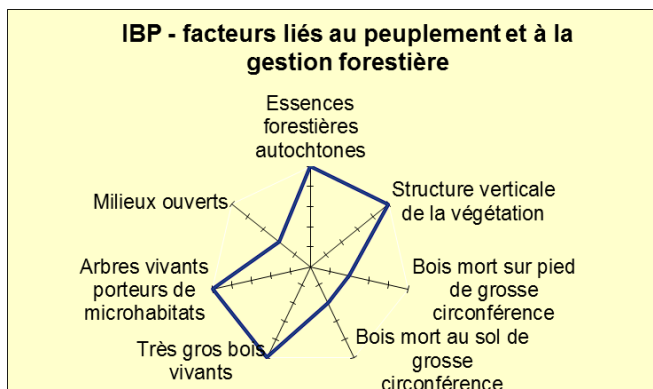 IBP - facteurs liés au peuplement et à la
gestion forestière
Essences
forestières
autochtones
Structure verticale
de la végétation
Bois mort sur pied
de grosse
circonférence
Bois mort au sol de
grosse
circonférence
Très gros bois
vivants
Arbres vivants
porteurs de
microhabitats
Milieux ouverts